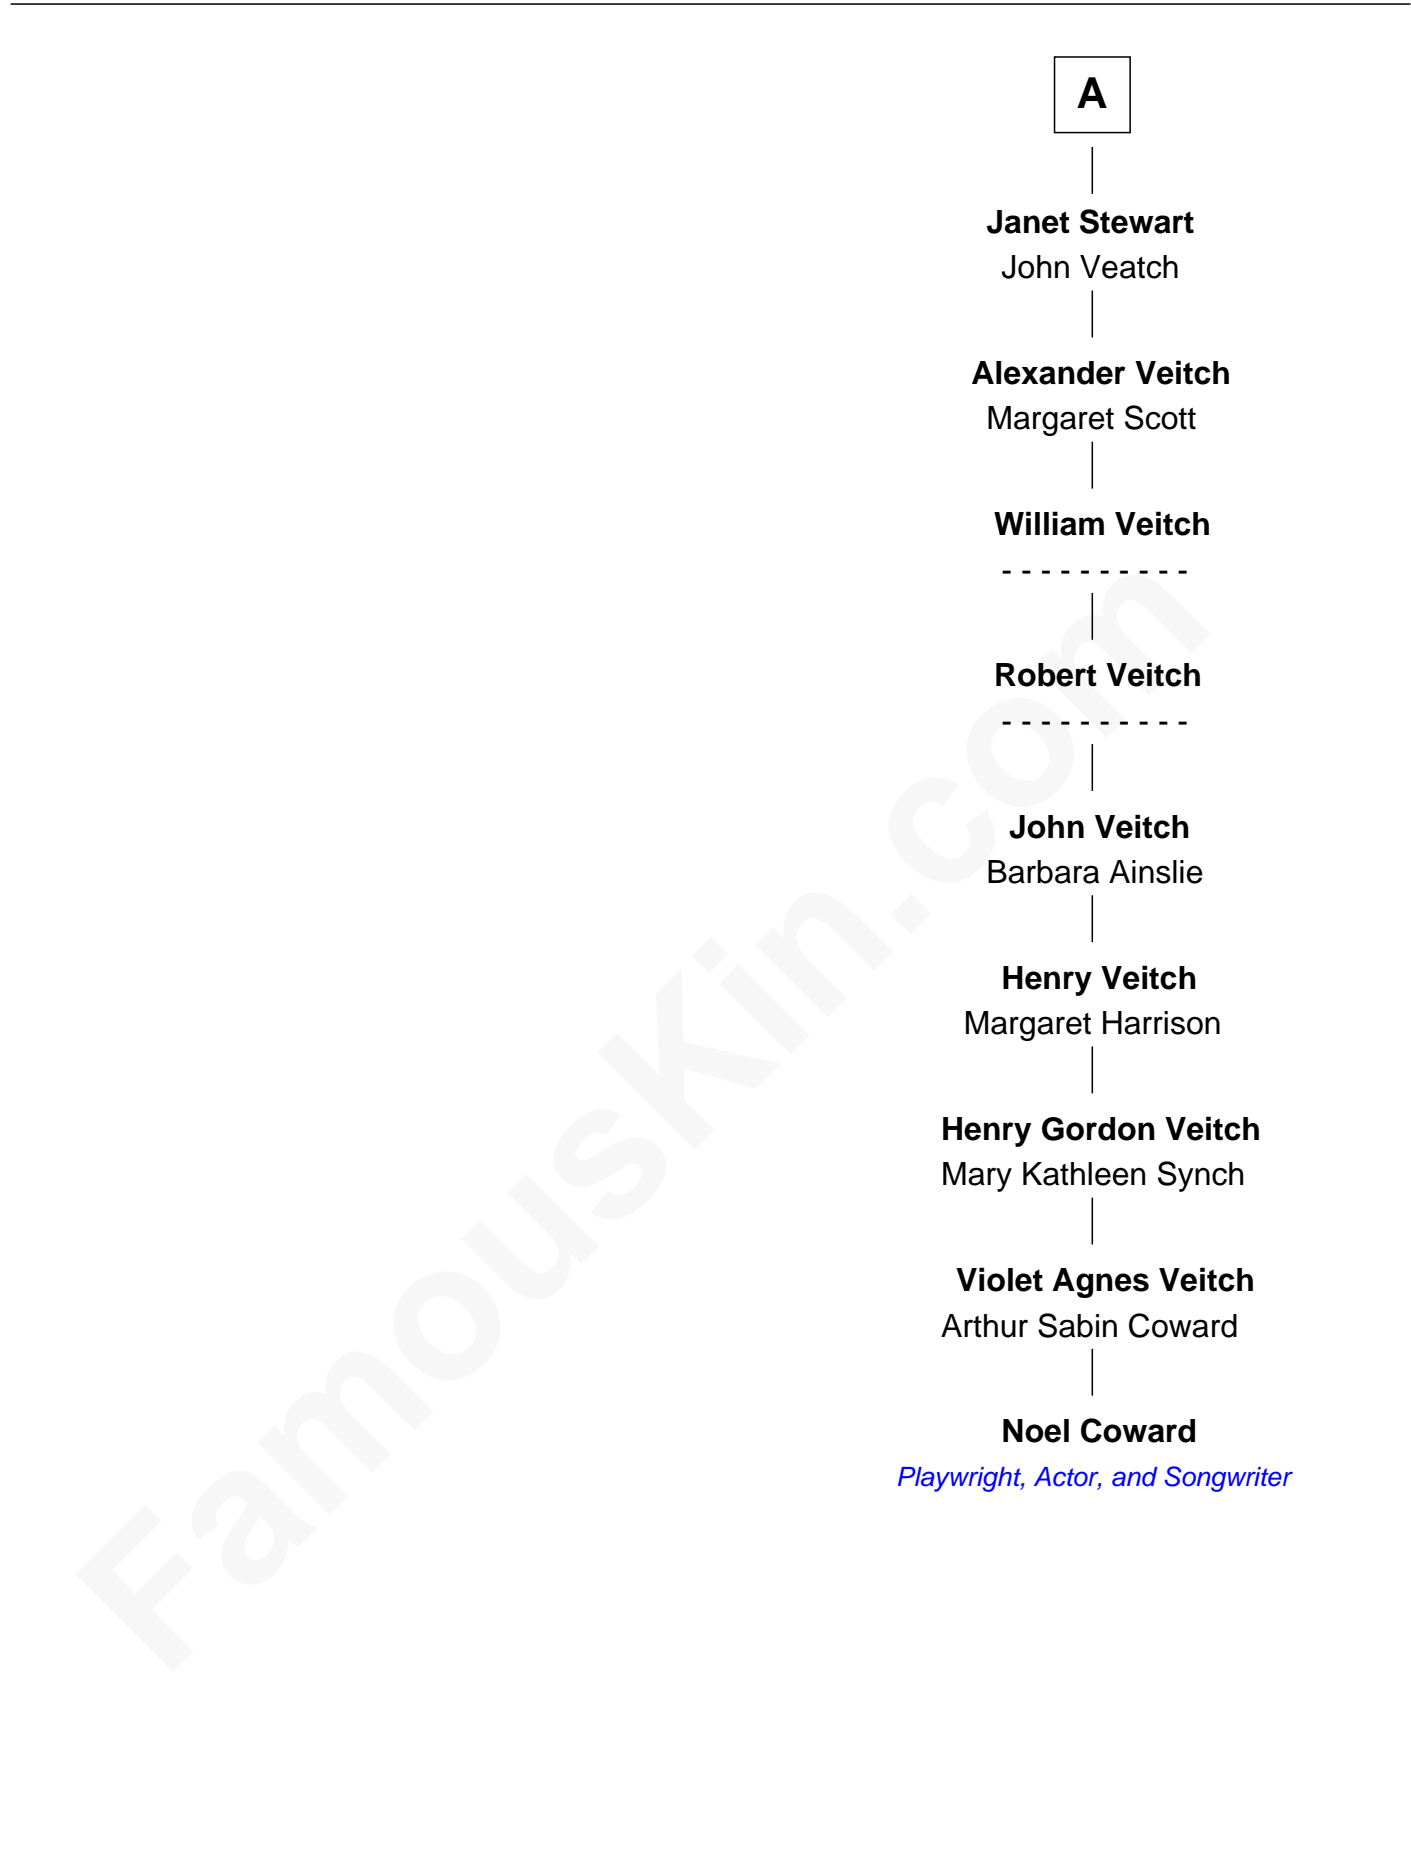 A
Janet Stewart
John Veatch
Alexander Veitch
Margaret Scott
William Veitch
- - - - - - - - - -
Robert Veitch
- - - - - - - - - -
John Veitch
Barbara Ainslie
Henry Veitch
Margaret Harrison
Henry Gordon Veitch
Mary Kathleen Synch
Violet Agnes Veitch
Arthur Sabin Coward
Noel Coward
Playwright, Actor, and Songwriter
FamousKin.com